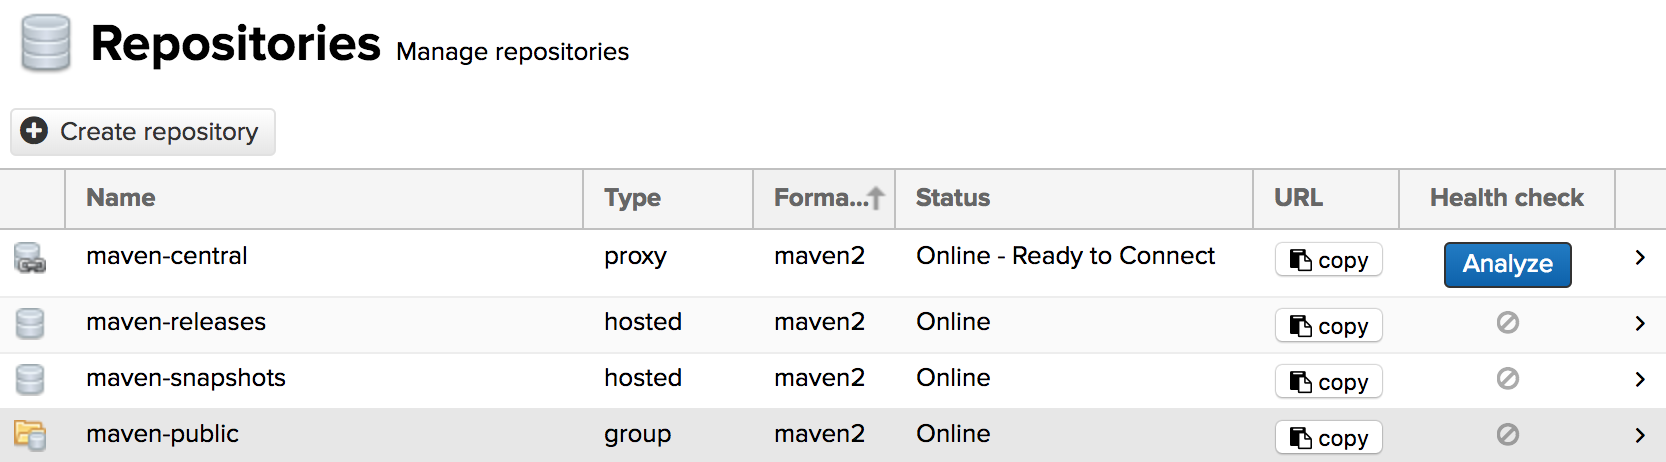 Repositories Manage repositories
Create repository
Name Type Forma... Status URL Health check
maven-central proxy maven2 Online - Ready to Connect copy Analyze
maven-releases hosted maven2 Online copy
maven-snapshots hosted maven2 Online copy
maven-public group maven2 Online copy